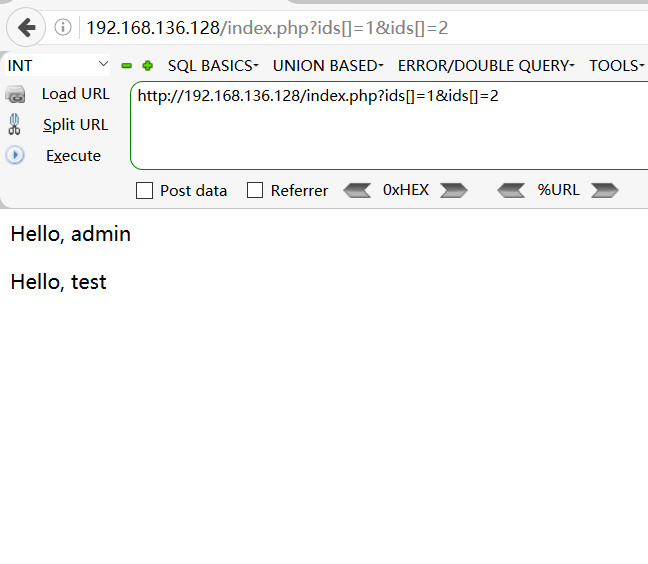 192.168.136.128/index.php?ids[]=1&ids[]=2
INT SQL BASICS UNION BASED ERROR/DOUBLE QUERY TOOLS
Load URL http://192.168.136.128/index.php?ids[]=1&ids[]=2
Split URL
Execute
Post data Referrer 0xHEX %URL
Hello, admin
Hello, test